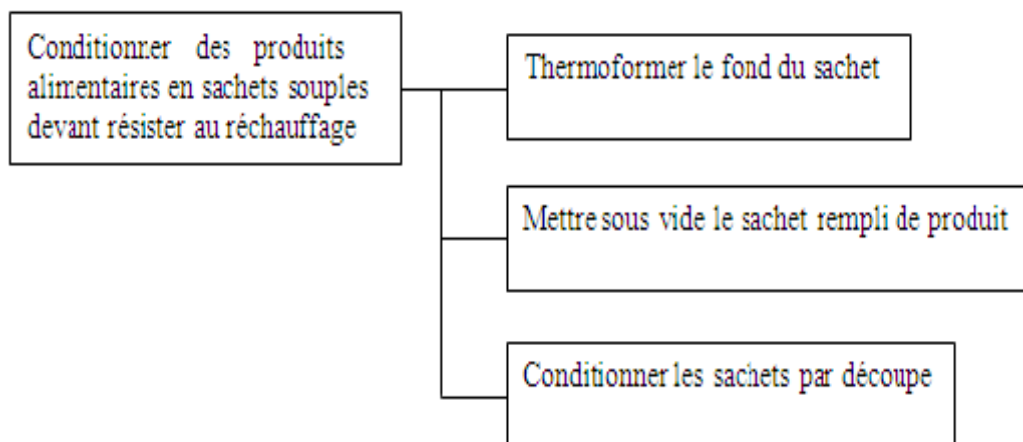 Conditionner des produits
alimentaires en sachets souples
devant résister au réchauffage
Thermoformer le fond du sachet
Mettre sous vide le sachet rempli de produit
Conditionner les sachets par découpe